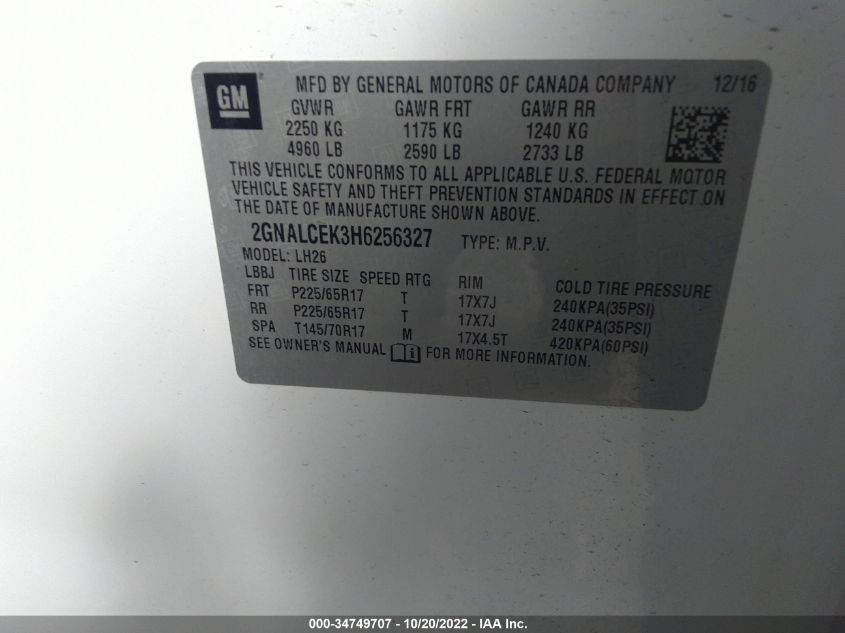 GM MFD BY GENERAL MOTORS OF CANADA COMPANY 12/16
GVWR GAWR FRT GAWR RR
2250 KG 1175 KG 1240 KG
4960 LB 2590 LB 2733 LB
THIS VEHICLE CONFORMS TO ALL APPLICABLE U.S. FEDERAL MOTOR
VEHICLE SAFETY AND THEFT PREVENTION STANDARDS IN EFFECT ON
THE DATE OF MANUFACTURE SHOWN ABOVE.
2GNALCEK3H6256327 TYPE: M.P.V.
MODEL: LH26
LBBJ TIRE SIZE SPEED RTG RIM COLD TIRE PRESSURE
FRT P225/65R17 T 17X7J 240KPA(35PSI)
RR P225/65R17 T 17X7J 240KPA(35PSI)
SPA T145/70R17 M 17X4.5T 420KPA(60PSI)
SEE OWNER'S MANUAL FOR MORE INFORMATION.
000-34749707 - 10/20/2022 - IAA Inc.